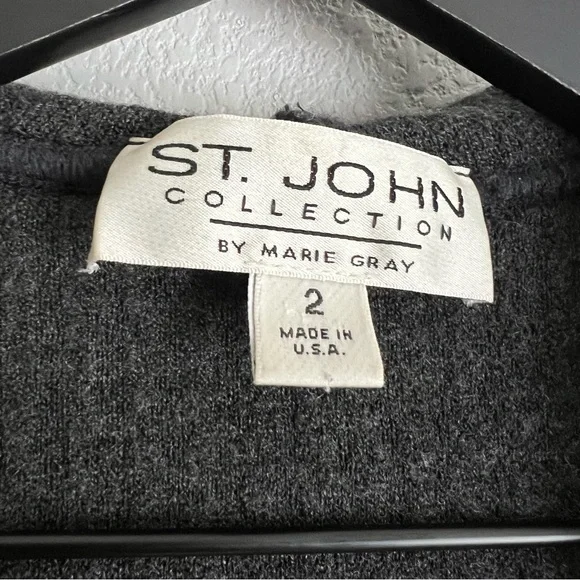 ST. JOHN
COLLECTION
BY MARIE GRAY
2
MADE IN
U.S.A.